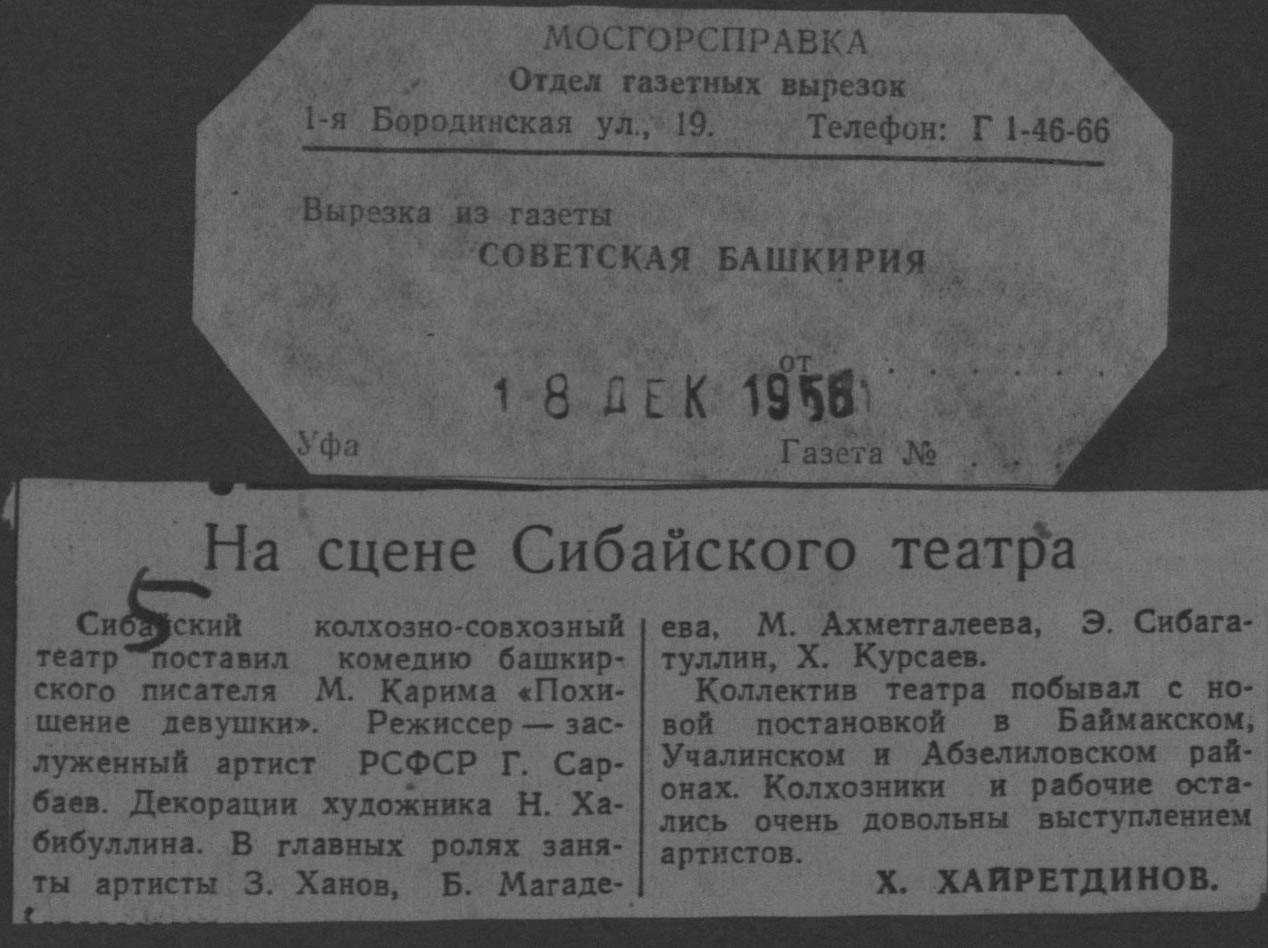 МОСГОРСПРАВКА
Отдел газетных вырезок
1-я Бородинская ул., 19. Телефон: Г 1-46-66
Вырезка из газеты
СОВЕТСКАЯ БАШКИРИЯ
от . . . . . . .
18 ДЕК
Уфа Газета № . . .
На сцене Сибайского театра
5
Сибайский колхозно-совхозный
театр поставил комедию башкир-
ского писателя М. Карима «Похи-
щение девушки». Режиссер — зас-
луженный артист РСФСР Г. Сар-
баев. Декорации художника Н. Ха-
бибуллина. В главных ролях заня-
ты артисты З. Ханов, Б. Магаде-
ева, М. Ахметгалеева, Э. Сибага-
туллин, Х. Курсаев.
Коллектив театра побывал с но-
вой постановкой в Баймакском,
Учалинском и Абзелиловском рай-
онах. Колхозники и рабочие оста-
лись очень довольны выступлением
артистов.
Х. ХАЙРЕТДИНОВ.